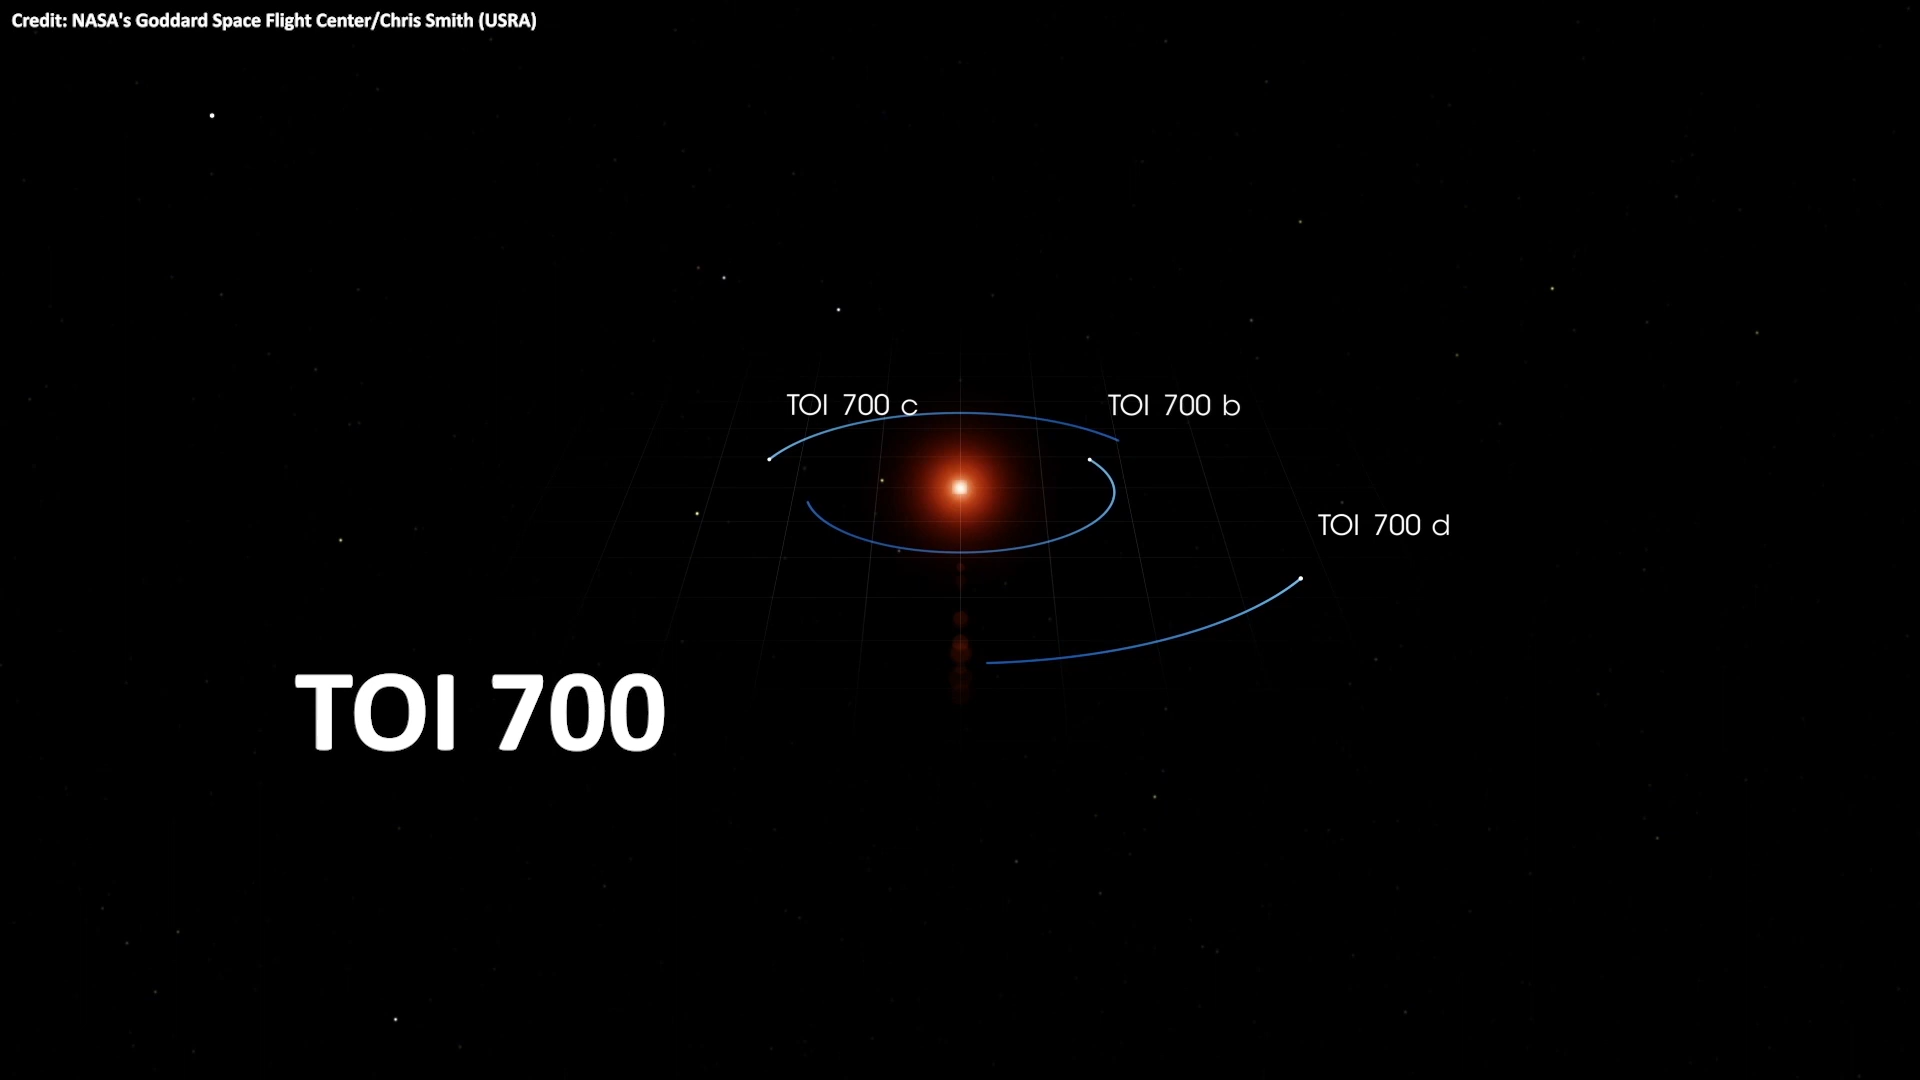 Credit: NASA's Goddard Space Flight Center/Chris Smith (USRA)
TOI 700 c
TOI 700 b
TOI 700 d
TOI 700